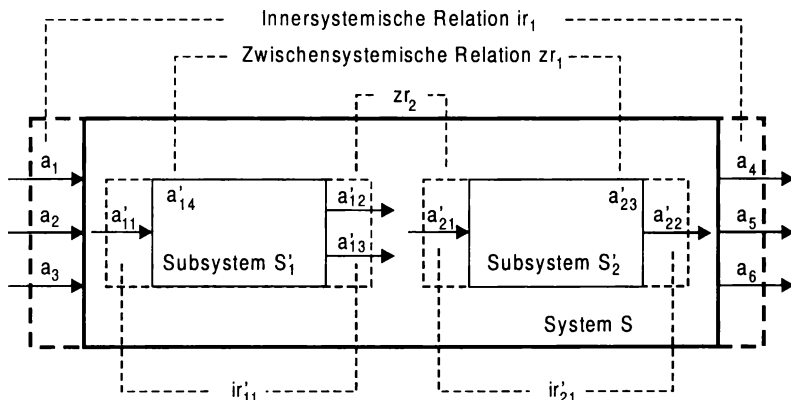 Innersystemische Relation ir₁
Zwischensystemische Relation zr₁
zr₂
a₁
a₄
a'₁₄
a'₁₂
a'₂₃
a₂
a'₁₁
a'₂₁
a'₂₂
a₅
a'₁₃
Subsystem S'₁
Subsystem S'₂
a₃
a₆
System S
ir'₁₁
ir'₂₁